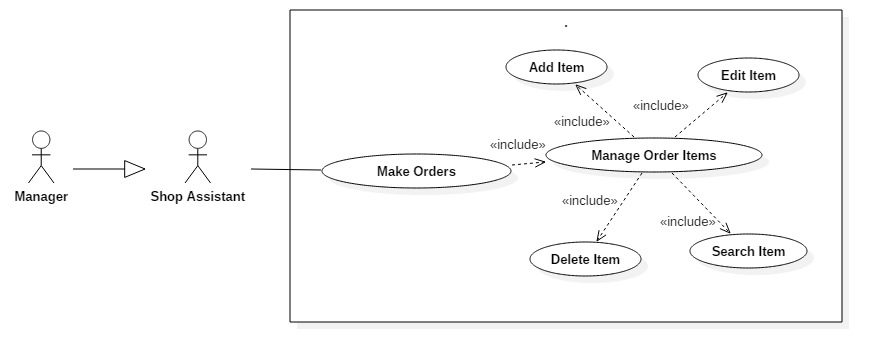 Add Item
Edit Item
«include»
«include»
«include»
Manage Order Items
Make Orders
Manager
Shop Assistant
«include»
«include»
Delete Item
Search Item